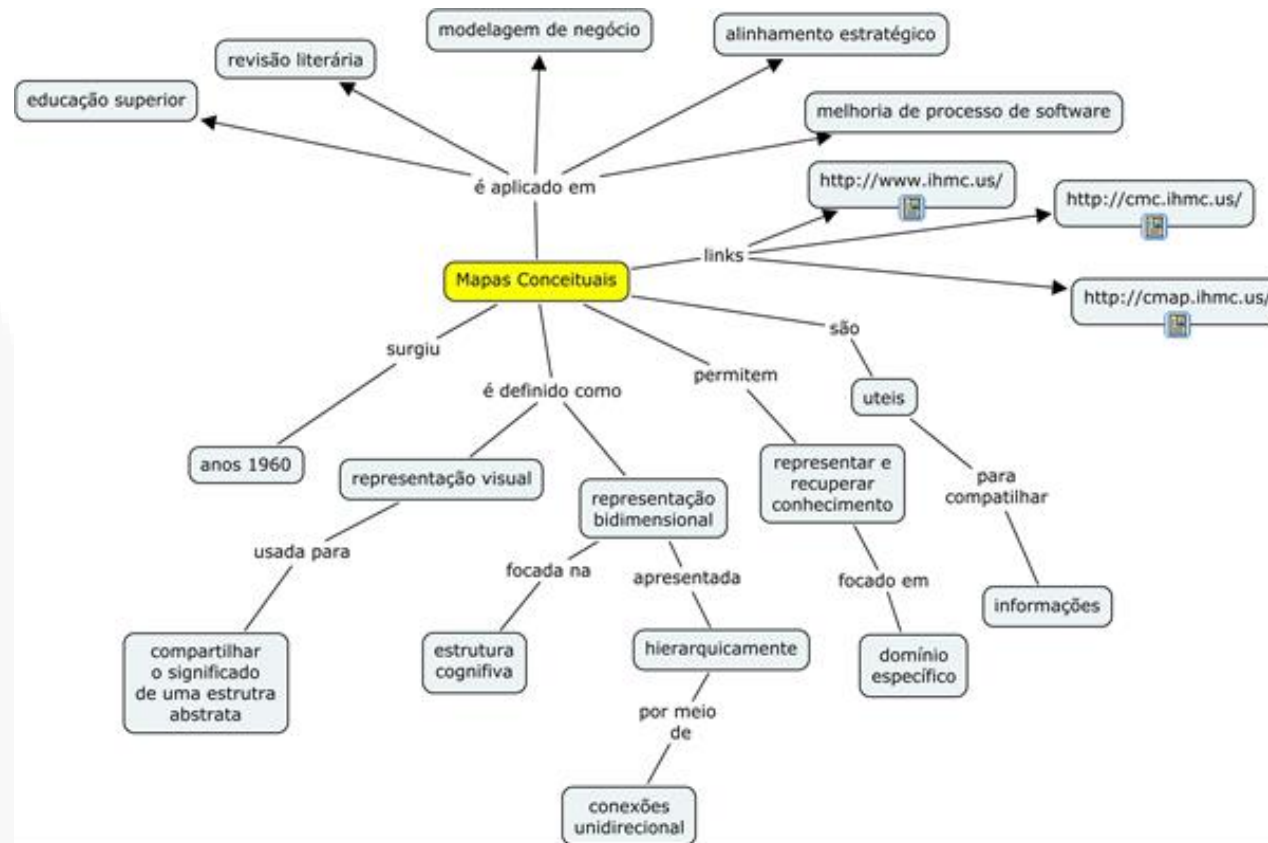 modelagem de negócio
alinhamento estratégico
revisão literária
educação superior
melhoria de processo de software
é aplicado em
http://www.ihmc.us/
http://cmc.ihmc.us/
links
Mapas Conceituais
http://cmap.ihmc.us/
são
surgiu
permitem
é definido como
uteis
anos 1960
representação visual
representação
bidimensional
representar e
recuperar
conhecimento
para
compatilhar
usada para
focada na
apresentada
focado em
informações
compartilhar
o significado
de uma estrutra
abstrata
estrutura
cognifiva
hierarquicamente
domínio
específico
por meio
de
conexões
unidirecional